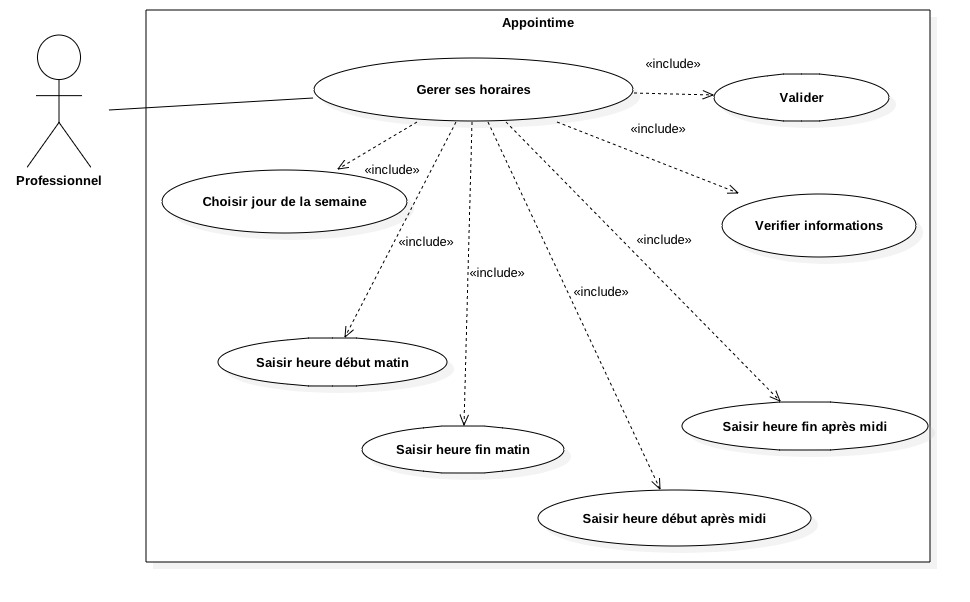 Appointime
«include»
Gerer ses horaires
Valider
«include»
«include»
Professionnel
Choisir jour de la semaine
Verifier informations
«include»
«include»
«include»
«include»
Saisir heure début matin
Saisir heure fin après midi
Saisir heure fin matin
Saisir heure début après midi